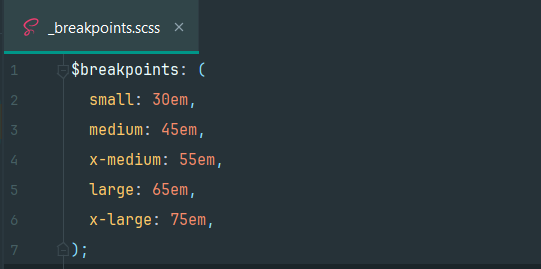 _breakpoints.scss ×
1 $breakpoints: (
2 small: 30em,
3 medium: 45em,
4 x-medium: 55em,
5 large: 65em,
6 x-large: 75em,
7 );